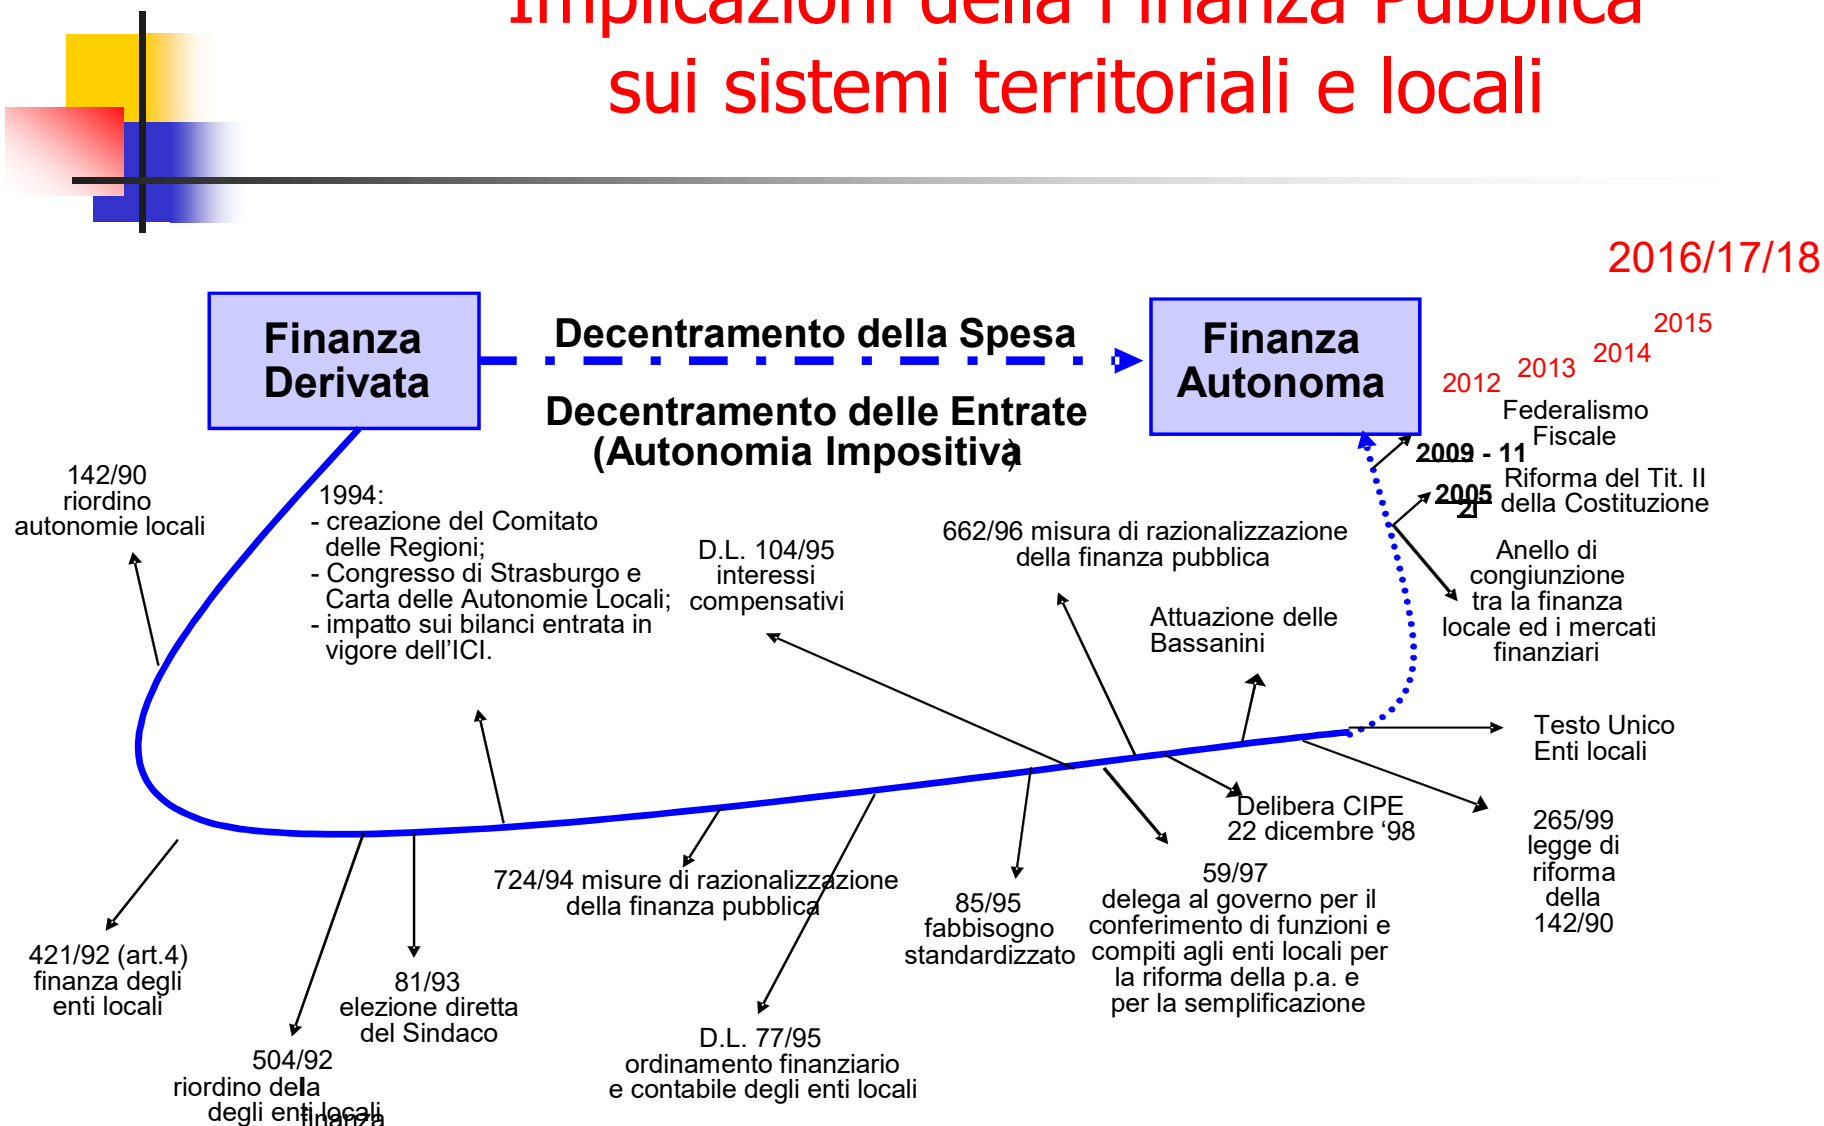 Implicazioni della Finanza Pubblica
sui sistemi territoriali e locali
2016/17/18
2015
2014
2013
2012
Finanza
Derivata
Decentramento della Spesa
Decentramento delle Entrate
(Autonomia Impositiva)
Finanza
Autonoma
Federalismo
Fiscale
2009 - 11
Riforma del Tit. II
della Costituzione
2005
Anello di
congiunzione
tra la finanza
locale ed i mercati
finanziari
142/90
riordino
autonomie locali
1994:
- creazione del Comitato
delle Regioni;
- Congresso di Strasburgo e
Carta delle Autonomie Locali;
- impatto sui bilanci entrata in
vigore dell'ICI.
D.L. 104/95
interessi
compensativi
662/96 misura di razionalizzazione
della finanza pubblica
Attuazione delle
Bassanini
Testo Unico
Enti locali
265/99
legge di
riforma
della
142/90
Delibera CIPE
22 dicembre ‘98
59/97
delega al governo per il
conferimento di funzioni e
compiti agli enti locali per
la riforma della p.a. e
per la semplificazione
85/95
fabbisogno
standardizzato
724/94 misure di razionalizzazione
della finanza pubblica
D.L. 77/95
ordinamento finanziario
e contabile degli enti locali
81/93
elezione diretta
del Sindaco
421/92 (art.4)
finanza degli
enti locali
504/92
riordino della
finanza
degli enti locali